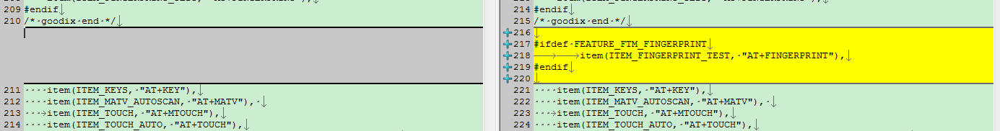 209 #endif
210 /* goodix end */
211 item(ITEM_KEYS, "AT+KEY"),
212 item(ITEM_MATV_AUTOSCAN, "AT+MATV"),
213 item(ITEM_TOUCH, "AT+MTOUCH"),
214 item(ITEM_TOUCH_AUTO, "AT+TOUCH"),
214 #endif
215 /* goodix end */
216
217 #ifdef FEATURE_FTM_FINGERPRINT
218 item(ITEM_FINGERPRINT_TEST, "AT+FINGERPRINT"),
219 #endif
220
221 item(ITEM_KEYS, "AT+KEY"),
222 item(ITEM_MATV_AUTOSCAN, "AT+MATV"),
223 item(ITEM_TOUCH, "AT+MTOUCH"),
224 item(ITEM_TOUCH_AUTO, "AT+TOUCH"),